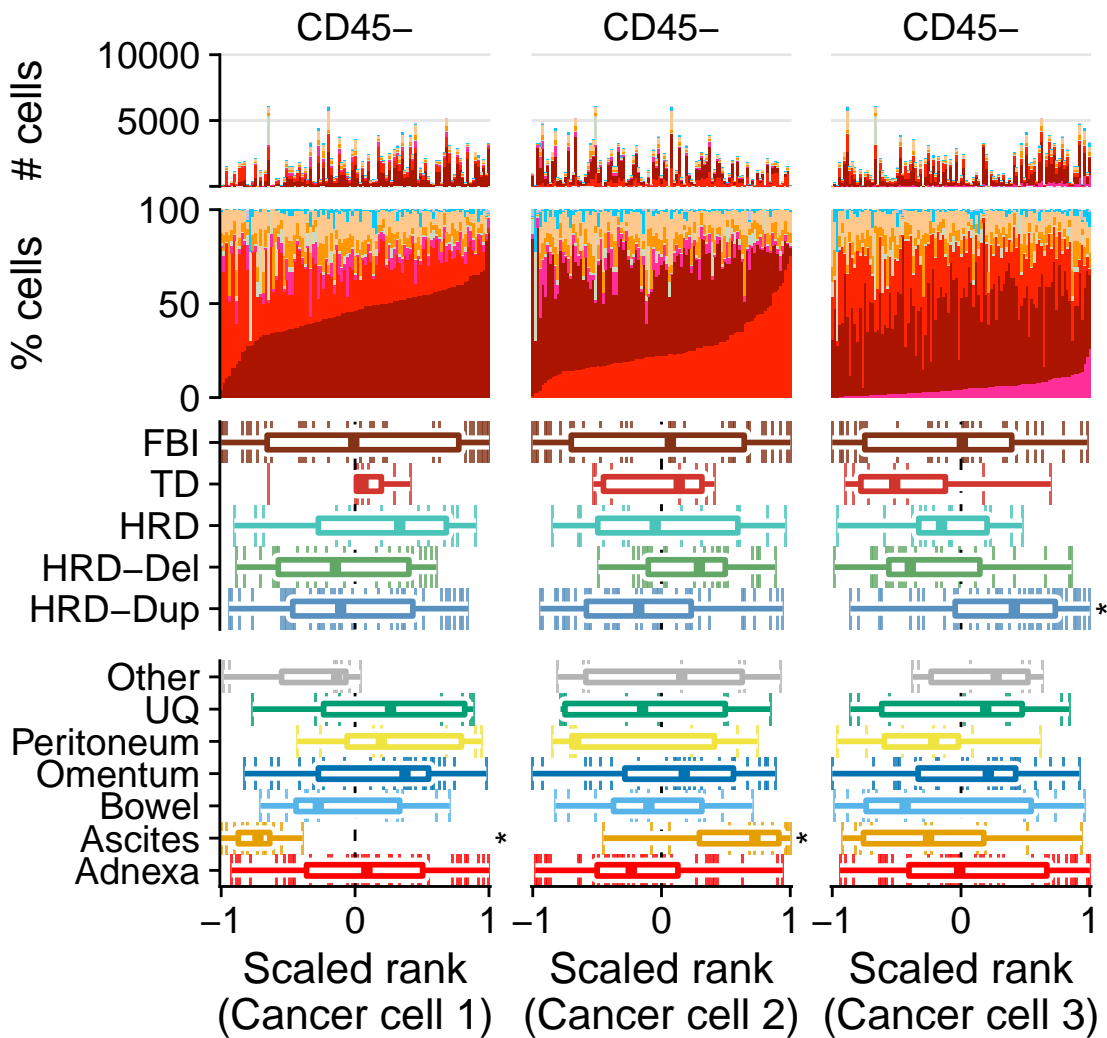 CD45− CD45− CD45−
10000
5000
0
# cells
100
50
0
% cells
FBI
TD
HRD
HRD−Del
HRD−Dup
*
Other
UQ
Peritoneum
Omentum
Bowel
Ascites
* *
Adnexa
−1 0 1 −1 0 1 −1 0 1
Scaled rank Scaled rank Scaled rank
(Cancer cell 1) (Cancer cell 2) (Cancer cell 3)